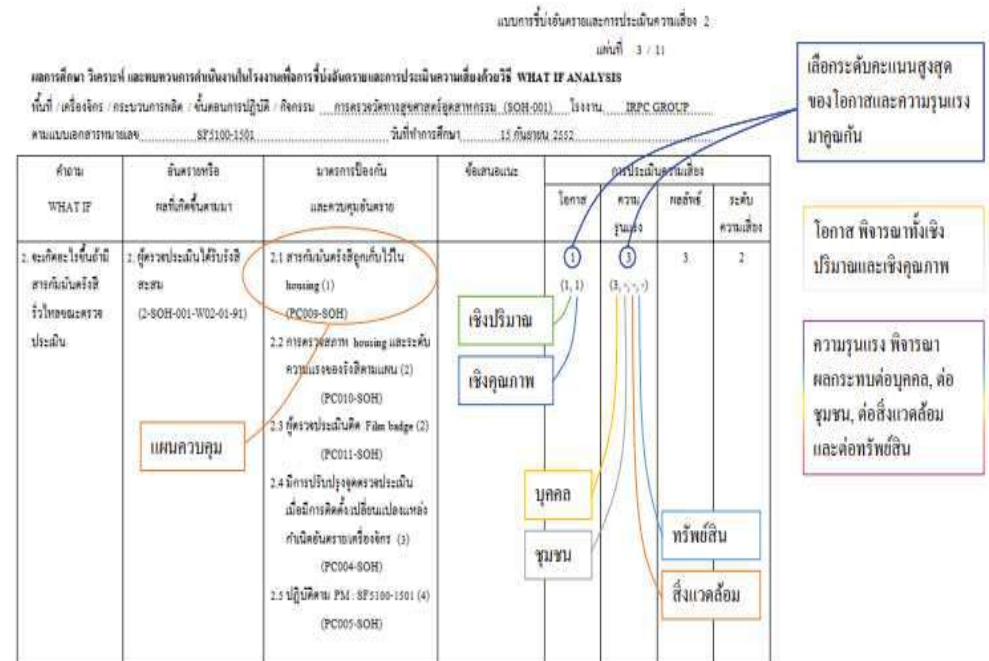 แบบการชี้บ่งอันตรายและการประเมินความเสี่ยง 2
แผ่นที่ 3 / 11
ผลการศึกษา วิเคราะห์ และทบทวนการดำเนินงานในโรงงานเพื่อการชี้บ่งอันตรายและการประเมินความเสี่ยงด้วยวิธี WHAT IF ANALYSIS
พื้นที่ /เครื่องจักร / กระบวนการผลิต / ขั้นตอนการปฏิบัติ / กิจกรรม การตรวจวัดทางสุขศาสตร์อุตสาหกรรม (SOH-001) โรงงาน IRPC GROUP
ตามแบบเอกสารหมายเลข SF5100-1501 วันที่ทำการศึกษา 15 กันยายน 2552
คำถาม
WHAT IF
อันตรายหรือ
ผลที่เกิดขึ้นตามมา
มาตรการป้องกัน
และควบคุมอันตราย
ข้อเสนอแนะ
การประเมินความเสี่ยง
โอกาส
ความ
รุนแรง
ผลลัพธ์
ระดับ
ความเสี่ยง
2. จะเกิดอะไรขึ้นถ้ามี
สารกัมมันตรังสี
รั่วไหลขณะตรวจ
ประเมิน
2. ผู้ตรวจประเมินได้รับรังสี
สะสม
(2-SOH-001-W02-01-91)
2.1 สารกัมมันตรังสีถูกเก็บไว้ใน
housing (1)
(PC009-SOH)
2.2 การตรวจสภาพ housing และระดับ
ความแรงของรังสีตามแผน (2)
(PC010-SOH)
2.3 ผู้ตรวจประเมินติด Film badge (2)
(PC011-SOH)
2.4 มีการปรับปรุงจุดตรวจประเมิน
เมื่อมีการติดตั้ง/เปลี่ยนแปลงแหล่ง
กำเนิดอันตราย/เครื่องจักร (3)
(PC004-SOH)
2.5 ปฏิบัติตาม PM : SF5100-1501 (4)
(PC005-SOH)
1
(1, 1)
3
(3, -, -, -)
3
2
แผนควบคุม
เชิงปริมาณ
เชิงคุณภาพ
บุคคล
ชุมชน
ทรัพย์สิน
สิ่งแวดล้อม
เลือกระดับคะแนนสูงสุด
ของโอกาสและความรุนแรง
มาคูณกัน
โอกาส พิจารณาทั้งเชิง
ปริมาณและเชิงคุณภาพ
ความรุนแรง พิจารณา
ผลกระทบต่อบุคคล, ต่อ
ชุมชน, ต่อสิ่งแวดล้อม
และต่อทรัพย์สิน